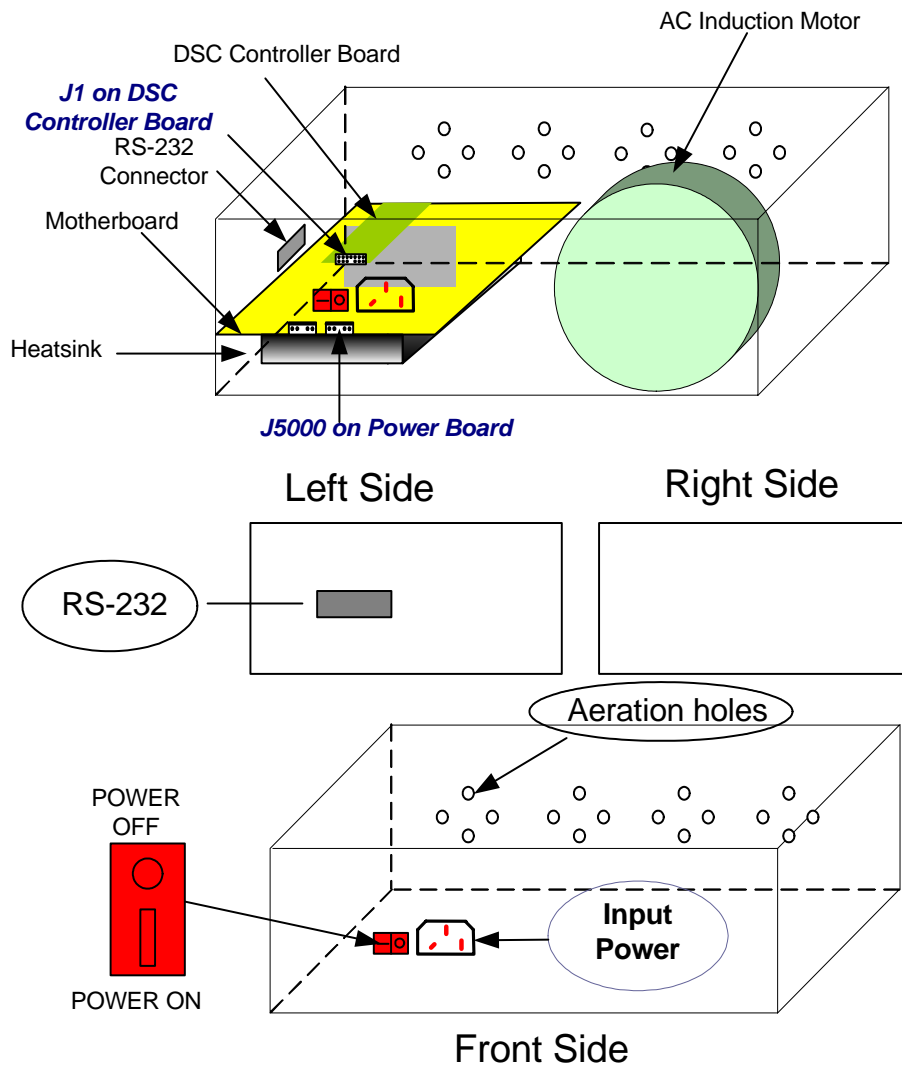 AC Induction Motor
DSC Controller Board
J1 on DSC
Controller Board
RS-232
Connector
Motherboard
Heatsink
J5000 on Power Board
Left Side
Right Side
RS-232
Aeration holes
POWER
OFF
Input
Power
POWER ON
Front Side